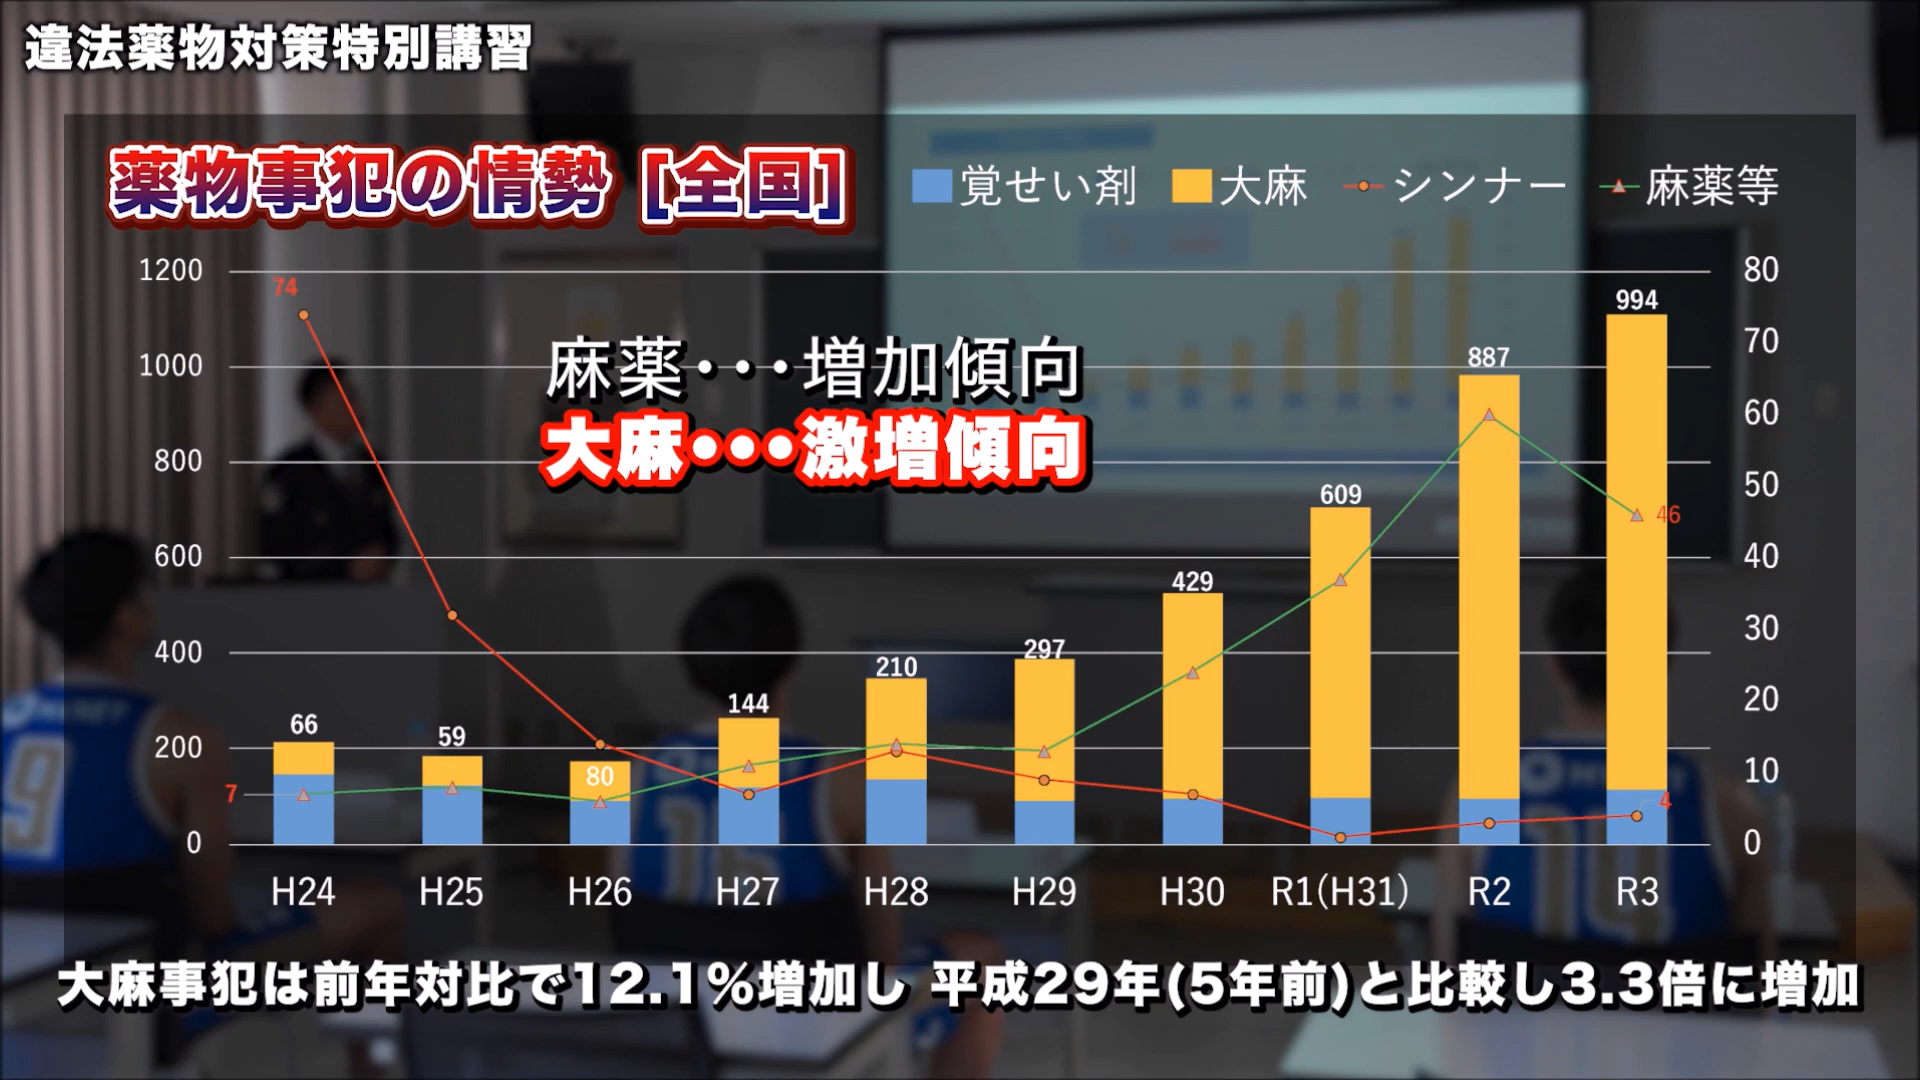 違法薬物対策特別講習
薬物事犯の情勢 [全国]
覚せい剤 大麻 シンナー 麻薬等
1200 80
74
994
70
麻薬・・・増加傾向
1000 887
60
大麻・・・激増傾向
800 50
609 46
600 40
429
30
400 297
210
20
66 59 144
200 80 10
7 4
0 0
H24 H25 H26 H27 H28 H29 H30 R1(H31) R2 R3
大麻事犯は前年対比で12.1%増加し 平成29年(5年前)と比較し3.3倍に増加
9
14